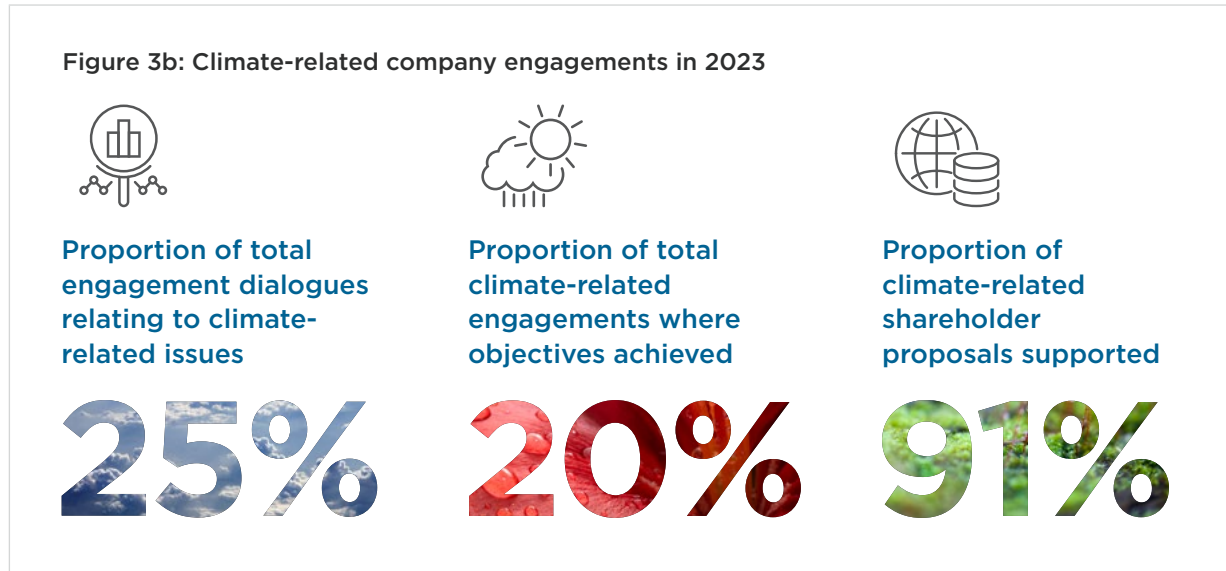 Figure 3b: Climate-related company engagements in 2023
Proportion of total
engagement dialogues
relating to climate-
related issues
25%
Proportion of total
climate-related
engagements where
objectives achieved
20%
Proportion of
climate-related
shareholder
proposals supported
91%